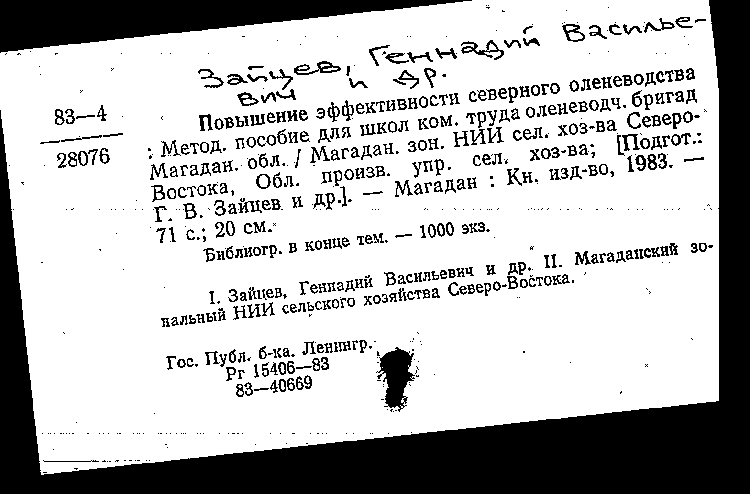 Зайцев, Геннадий Василье-
вич и др.
83—4
28076
Повышение эффективности северного оленеводства
: Метод. пособие для школ ком. труда оленеводч. бригад
Магадан. обл. / Магадан. зон. НИИ сел. хоз-ва Северо-
Востока, Обл. произв. упр. сел. хоз-ва; [Подгот.:
Г. В. Зайцев и др.]. — Магадан : Кн. изд-во, 1983. —
71 с.; 20 см.
Библиогр. в конце тем. — 1000 экз.
I. Зайцев, Геннадий Васильевич и др. II. Магаданский зо-
нальный НИИ сельского хозяйства Северо-Востока.
Гос. Публ. б-ка. Ленингр.
Рг 15406—83
83—40669